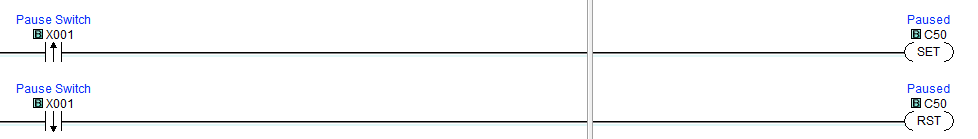 Pause Switch Paused
B X001 B C50
SET
Pause Switch Paused
B X001 B C50
RST